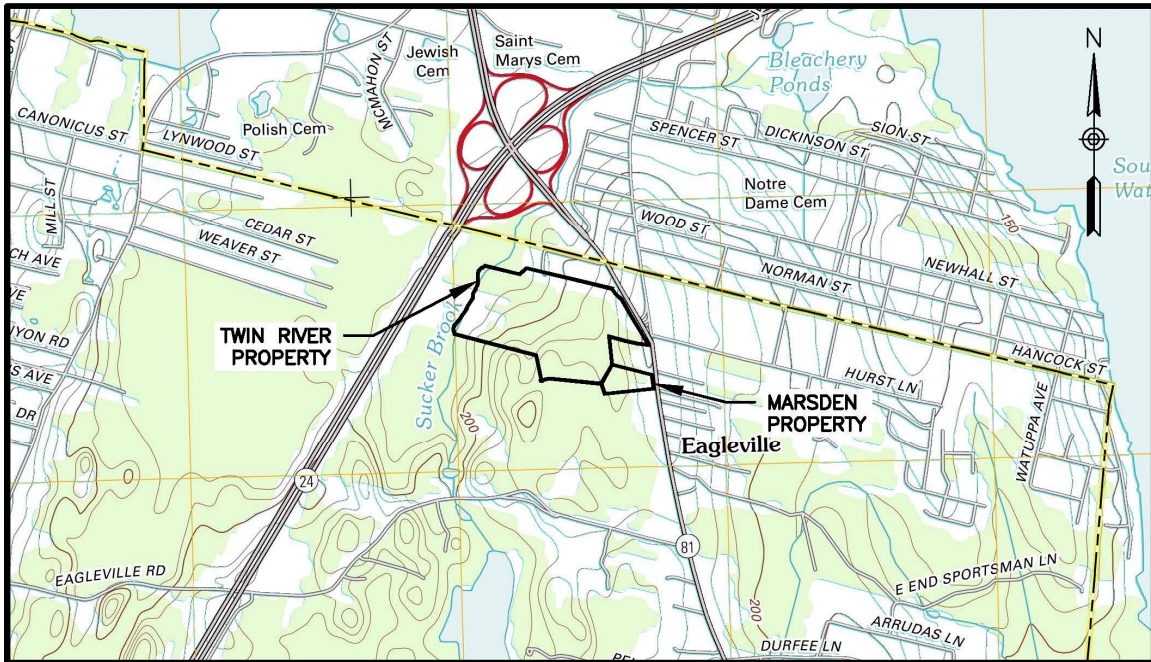 Jewish
Cem
Saint
Marys Cem
MCMAHON ST
Bleachery
Ponds
N
CANONICUS ST
LYNWOOD ST
Polish Cem
SPENCER ST
DICKINSON ST
SION ST
MILL ST
CEDAR ST
WEAVER ST
Notre
Dame Cem
WOOD ST
150
NORMAN ST
NEWHALL ST
TWIN RIVER
PROPERTY
Sucker Brook
HANCOCK ST
HURST LN
DR
200
MARSDEN
PROPERTY
Eagleville
WATUPPA AVE
24
81
EAGLEVILLE RD
E END SPORTSMAN LN
200
ARRUDAS LN
DURFEE LN